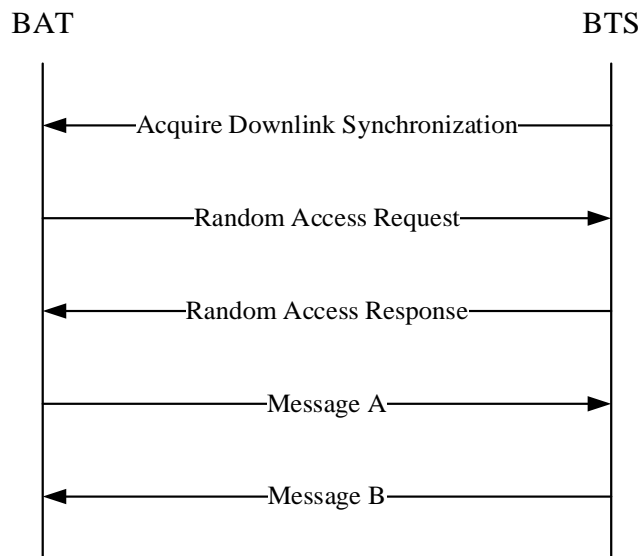 BAT
BTS
Acquire Downlink Synchronization
Random Access Request
Random Access Response
Message A
Message B